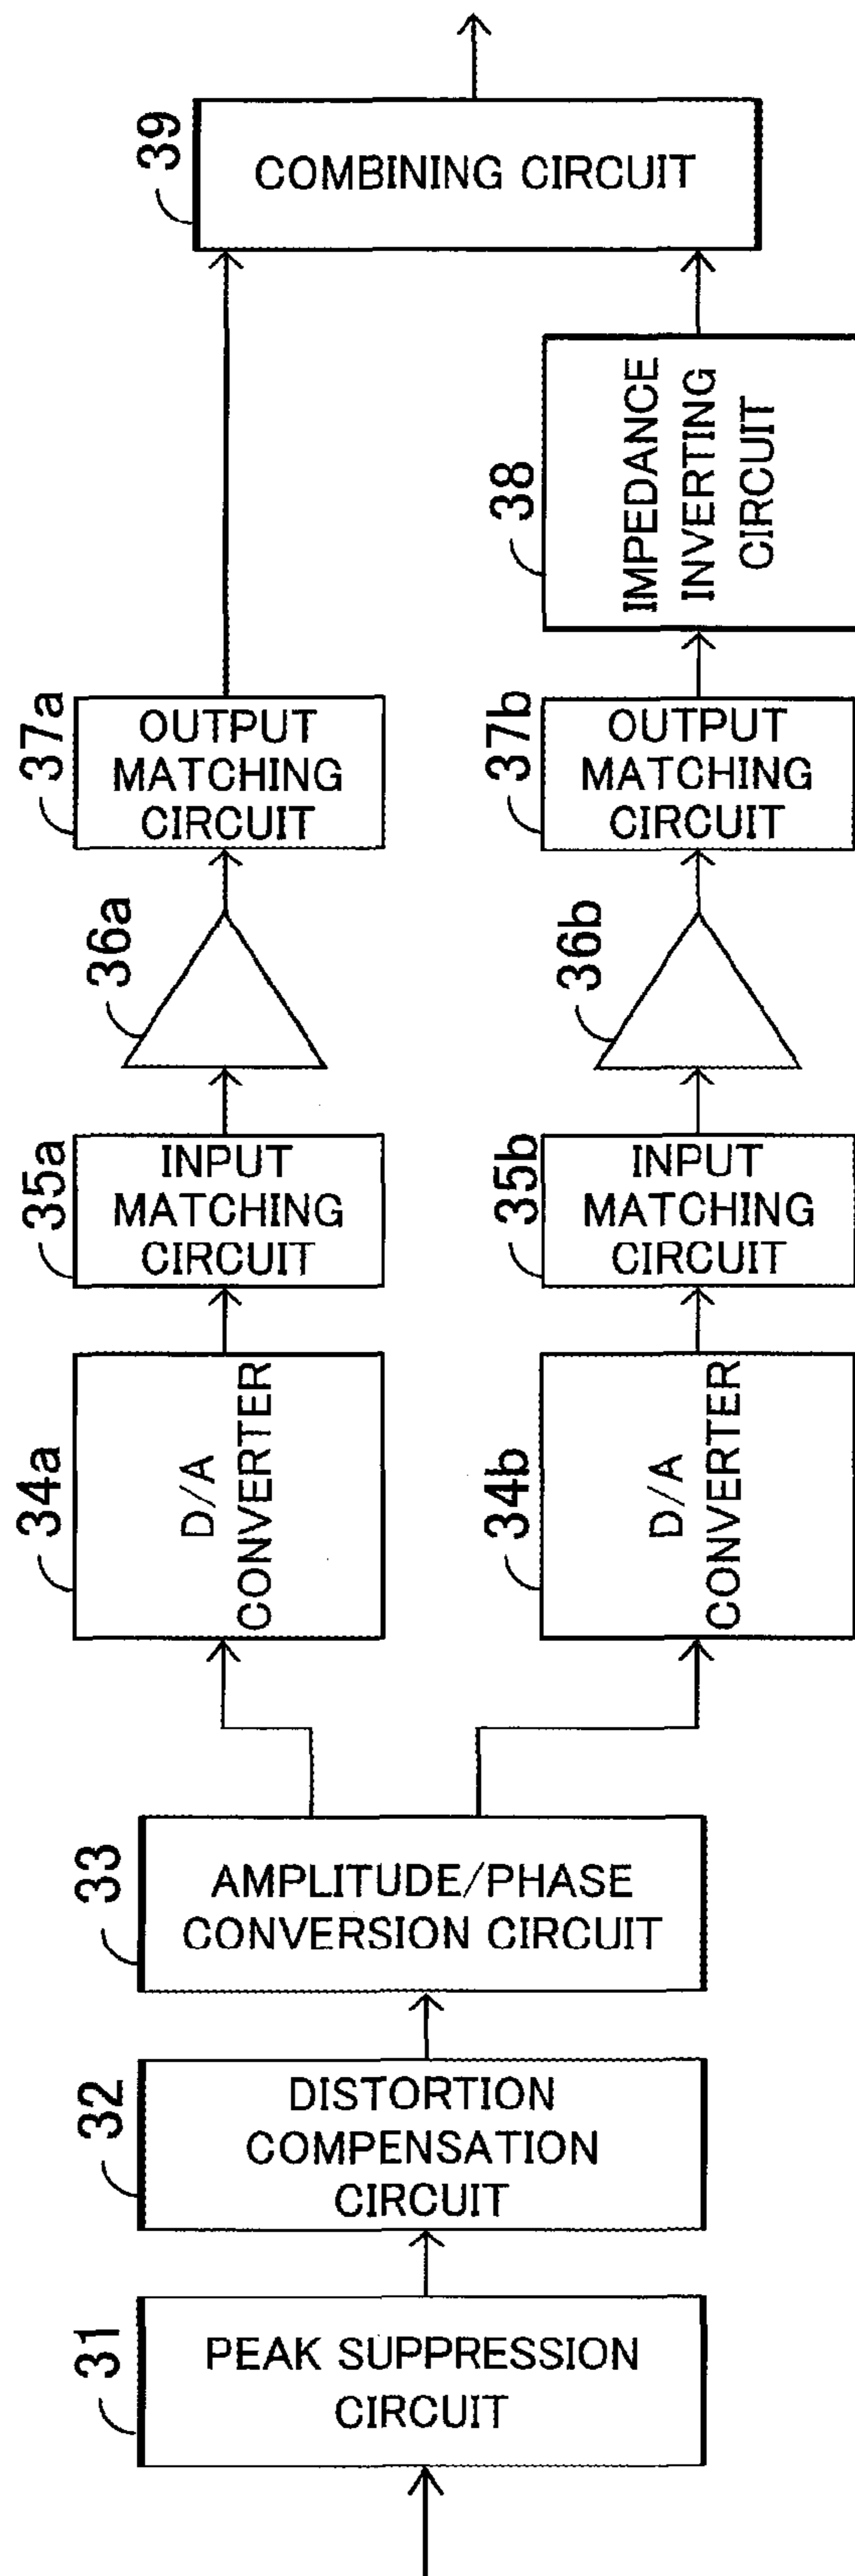 39
COMBINING CIRCUIT
38
IMPEDANCE
INVERTING
CIRCUIT
37a
OUTPUT
MATCHING
CIRCUIT
37b
OUTPUT
MATCHING
CIRCUIT
36a
36b
35a
INPUT
MATCHING
CIRCUIT
35b
INPUT
MATCHING
CIRCUIT
34a
D/A
CONVERTER
34b
D/A
CONVERTER
33
AMPLITUDE/PHASE
CONVERSION CIRCUIT
32
DISTORTION
COMPENSATION
CIRCUIT
31
PEAK SUPPRESSION
CIRCUIT